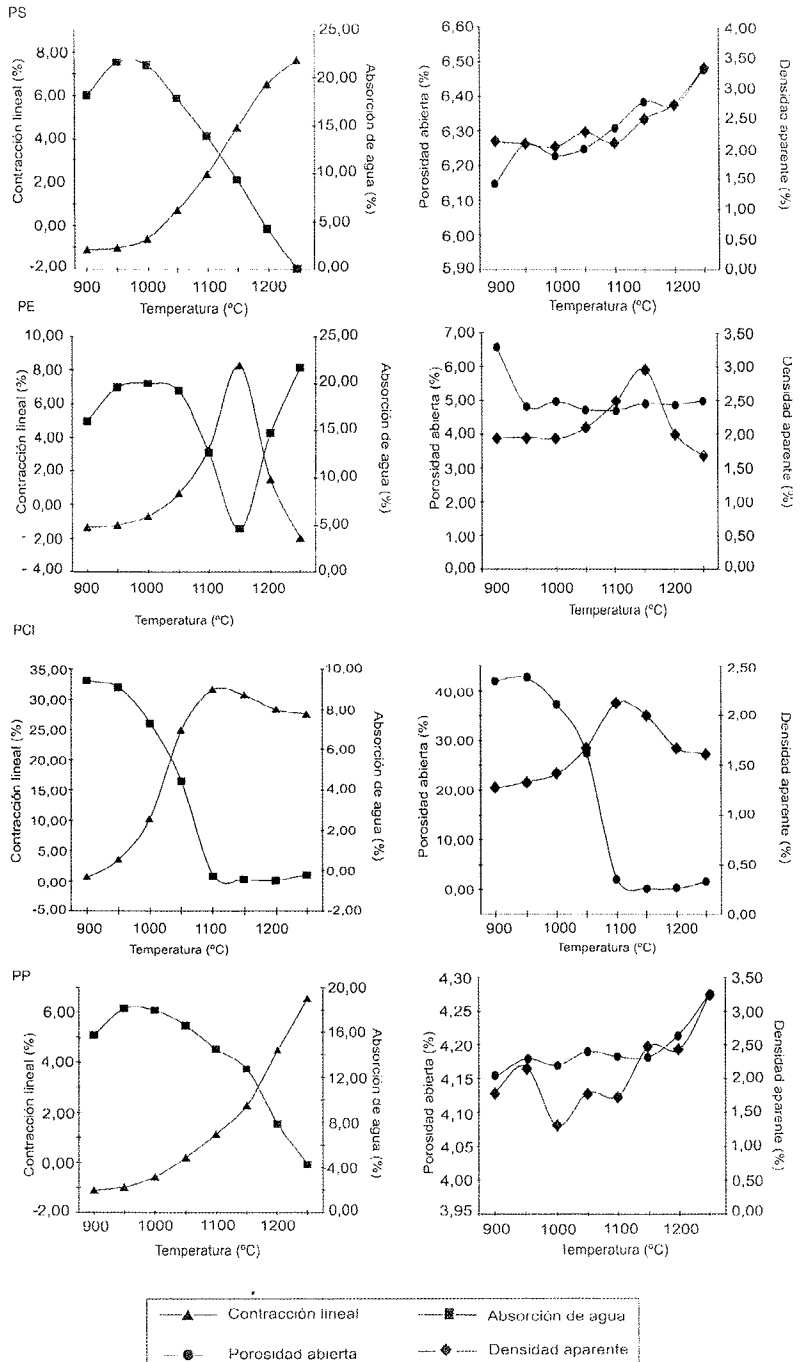 PS
8,00
6,00
4,00
2,00
0,00
-2,00
Contracción lineal (%)
25,00
20,00
15,00
10,00
5,00
0,00
Absorción de agua (%)
900 1000 1100 1200
Temperatura (ºC)
6,60
6,50
6,40
6,30
6,20
6,10
6,00
5,90
Porosidad abierta (%)
4,00
3,50
3,00
2,50
2,00
1,50
1,00
0,50
0,00
Densidad aparente (%)
900 1000 1100 1200
Temperatura (ºC)
PE
10,00
8,00
6,00
4,00
2,00
0,00
- 2,00
- 4,00
Contracción lineal (%)
25,00
20,00
15,00
10,00
5,00
0,00
Absorción de agua (%)
900 1000 1100 1200
Temperatura (ºC)
7,00
6,00
5,00
4,00
3,00
2,00
1,00
0,00
Porosidad abierta (%)
3,50
3,00
2,50
2,00
1,50
1,00
0,50
0,00
Densidad aparente (%)
900 1000 1100 1200
Temperatura (ºC)
PCI
35,00
30,00
25,00
20,00
15,00
10,00
5,00
0,00
-5,00
Contracción lineal (%)
10,00
8,00
6,00
4,00
2,00
0,00
-2,00
Absorción de agua (%)
900 1000 1100 1200
Temperatura (ºC)
40,00
30,00
20,00
10,00
0,00
Porosidad abierta (%)
2,50
2,00
1,50
1,00
0,50
0,00
Densidad aparente (%)
900 1000 1100 1200
Temperatura (ºC)
PP
6,00
4,00
2,00
0,00
-2,00
Contracción lineal (%)
20,00
16,00
12,00
8,00
4,00
0,00
Absorción de agua (%)
900 1000 1100 1200
Temperatura (ºC)
4,30
4,25
4,20
4,15
4,10
4,05
4,00
3,95
Porosidad abierta (%)
3,50
3,00
2,50
2,00
1,50
1,00
0,50
0,00
Densidad aparente (%)
900 1000 1100 1200
Temperatura (ºC)
Contracción lineal
Absorción de agua
Porosidad abierta
Densidad aparente